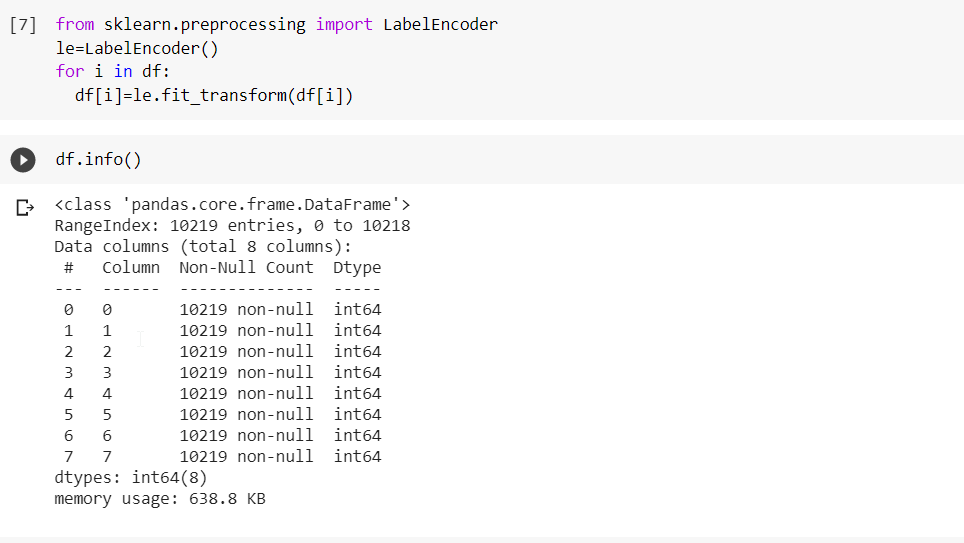 [7] from sklearn.preprocessing import LabelEncoder
le=LabelEncoder()
for i in df:
  df[i]=le.fit_transform(df[i])
df.info()
<class 'pandas.core.frame.DataFrame'>
RangeIndex: 10219 entries, 0 to 10218
Data columns (total 8 columns):
 #   Column  Non-Null Count  Dtype
---  ------  --------------  -----
 0   0       10219 non-null  int64
 1   1       10219 non-null  int64
 2   2       10219 non-null  int64
 3   3       10219 non-null  int64
 4   4       10219 non-null  int64
 5   5       10219 non-null  int64
 6   6       10219 non-null  int64
 7   7       10219 non-null  int64
dtypes: int64(8)
memory usage: 638.8 KB